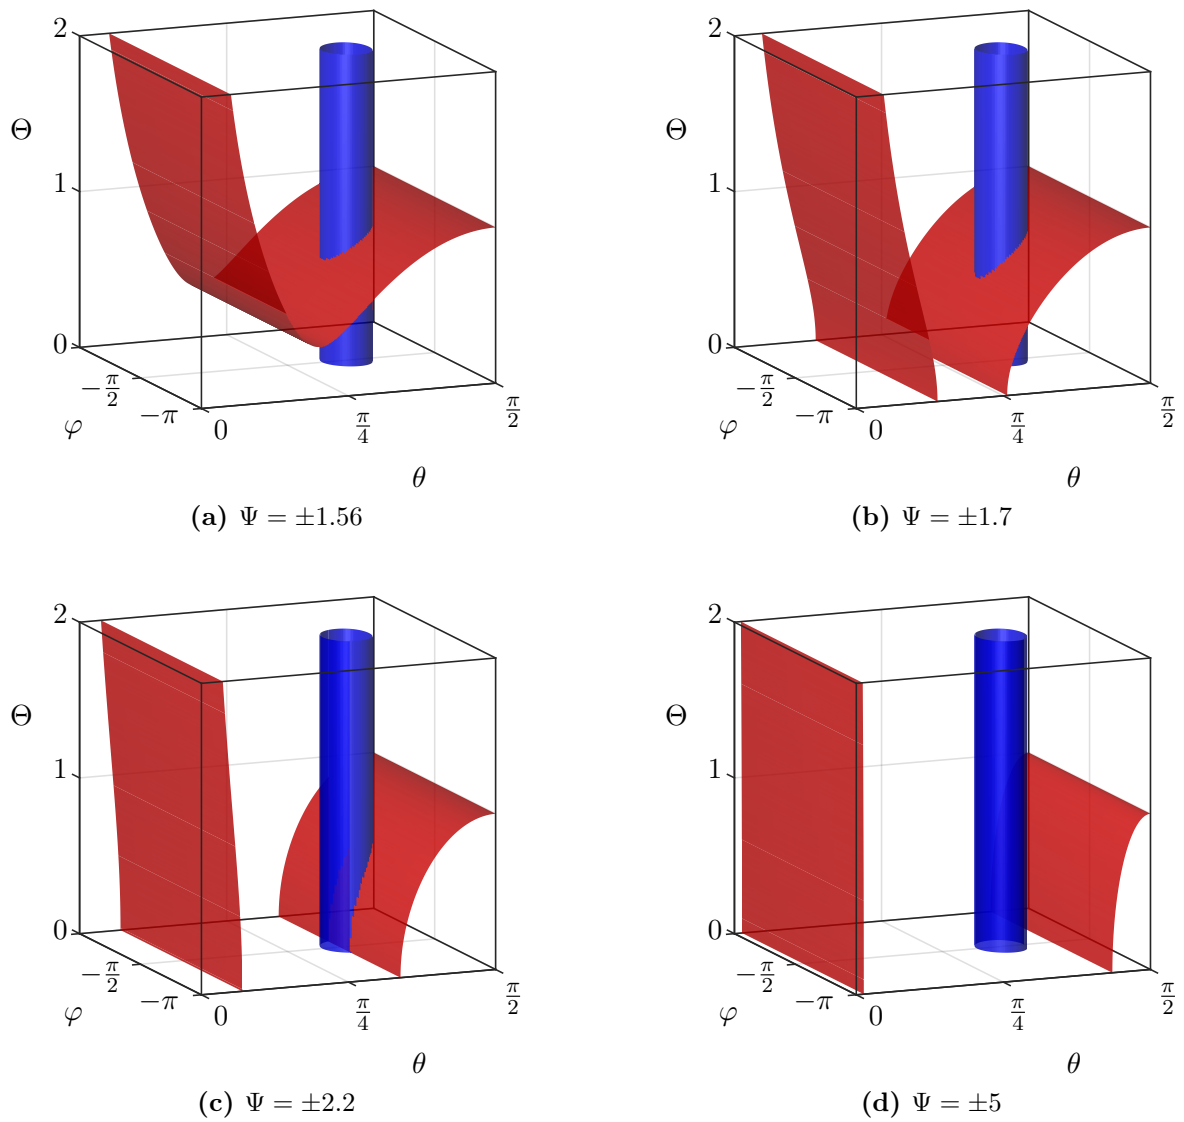 2 2
Θ Θ
1 1
0 0
−π/2 −π/2
−π −π
φ 0 π/4 π/2 φ 0 π/4 π/2
θ θ
(a) Ψ = ±1.56 (b) Ψ = ±1.7
2 2
Θ Θ
1 1
0 0
−π/2 −π/2
−π −π
φ 0 π/4 π/2 φ 0 π/4 π/2
θ θ
(c) Ψ = ±2.2 (d) Ψ = ±5